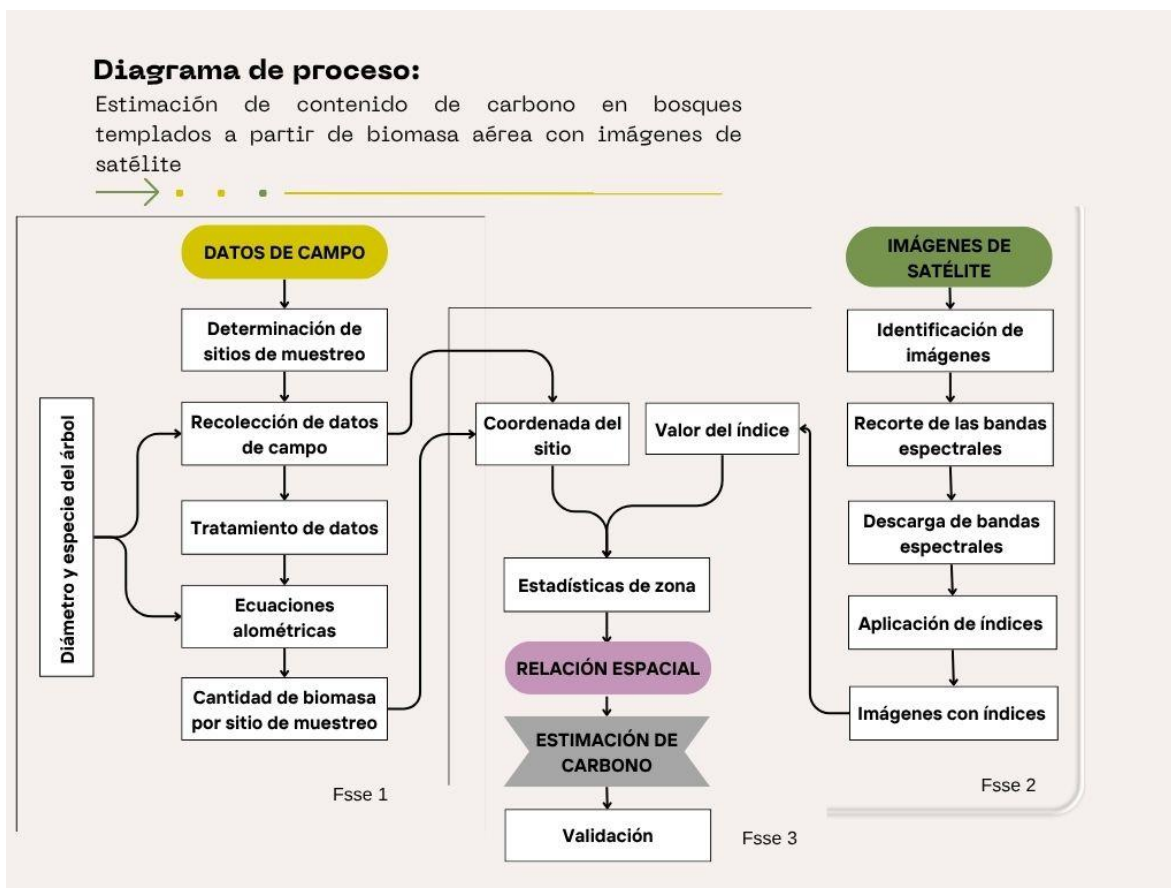 Diagrama de proceso:
Estimación de contenido de carbono en bosques
templados a partir de biomasa aérea con imágenes de
satélite
DATOS DE CAMPO
Determinación de
sitios de muestreo
Recolección de datos
de campo
Tratamiento de datos
Ecuaciones
alométricas
Cantidad de biomasa
por sitio de muestreo
Diámetro y especie del árbol
Fsse 1
Coordenada del
sitio
Valor del índice
Estadísticas de zona
RELACIÓN ESPACIAL
ESTIMACIÓN DE
CARBONO
Validación
Fsse 3
IMÁGENES DE
SATÉLITE
Identificación de
imágenes
Recorte de las bandas
espectrales
Descarga de bandas
espectrales
Aplicación de índices
Imágenes con índices
Fsse 2